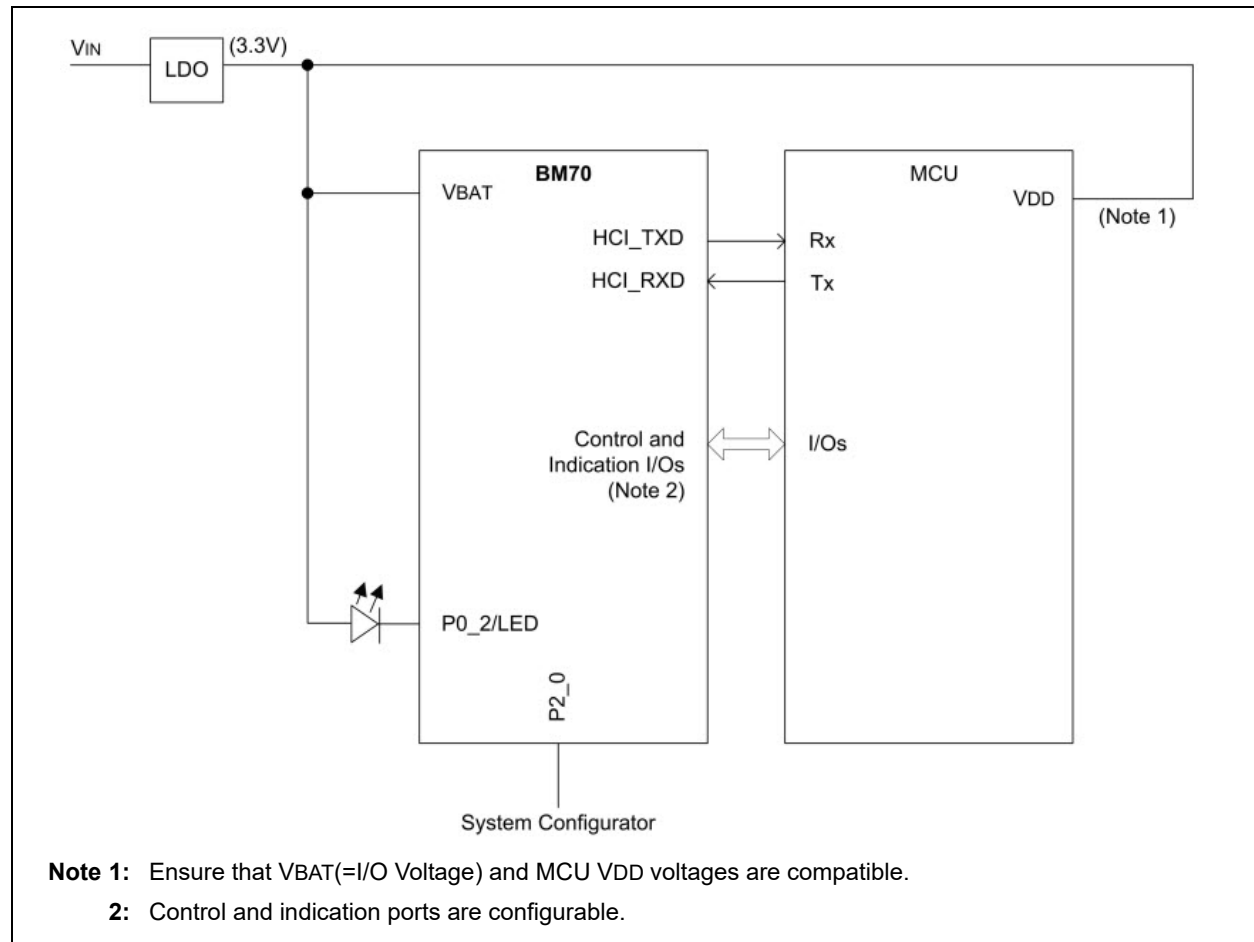 VIN
LDO
(3.3V)
BM70
MCU
VBAT
VDD
(Note 1)
HCI_TXD
Rx
HCI_RXD
Tx
Control and
Indication I/Os
(Note 2)
I/Os
P0_2/LED
P2_0
System Configurator
Note 1: Ensure that VBAT(=I/O Voltage) and MCU VDD voltages are compatible.
2: Control and indication ports are configurable.